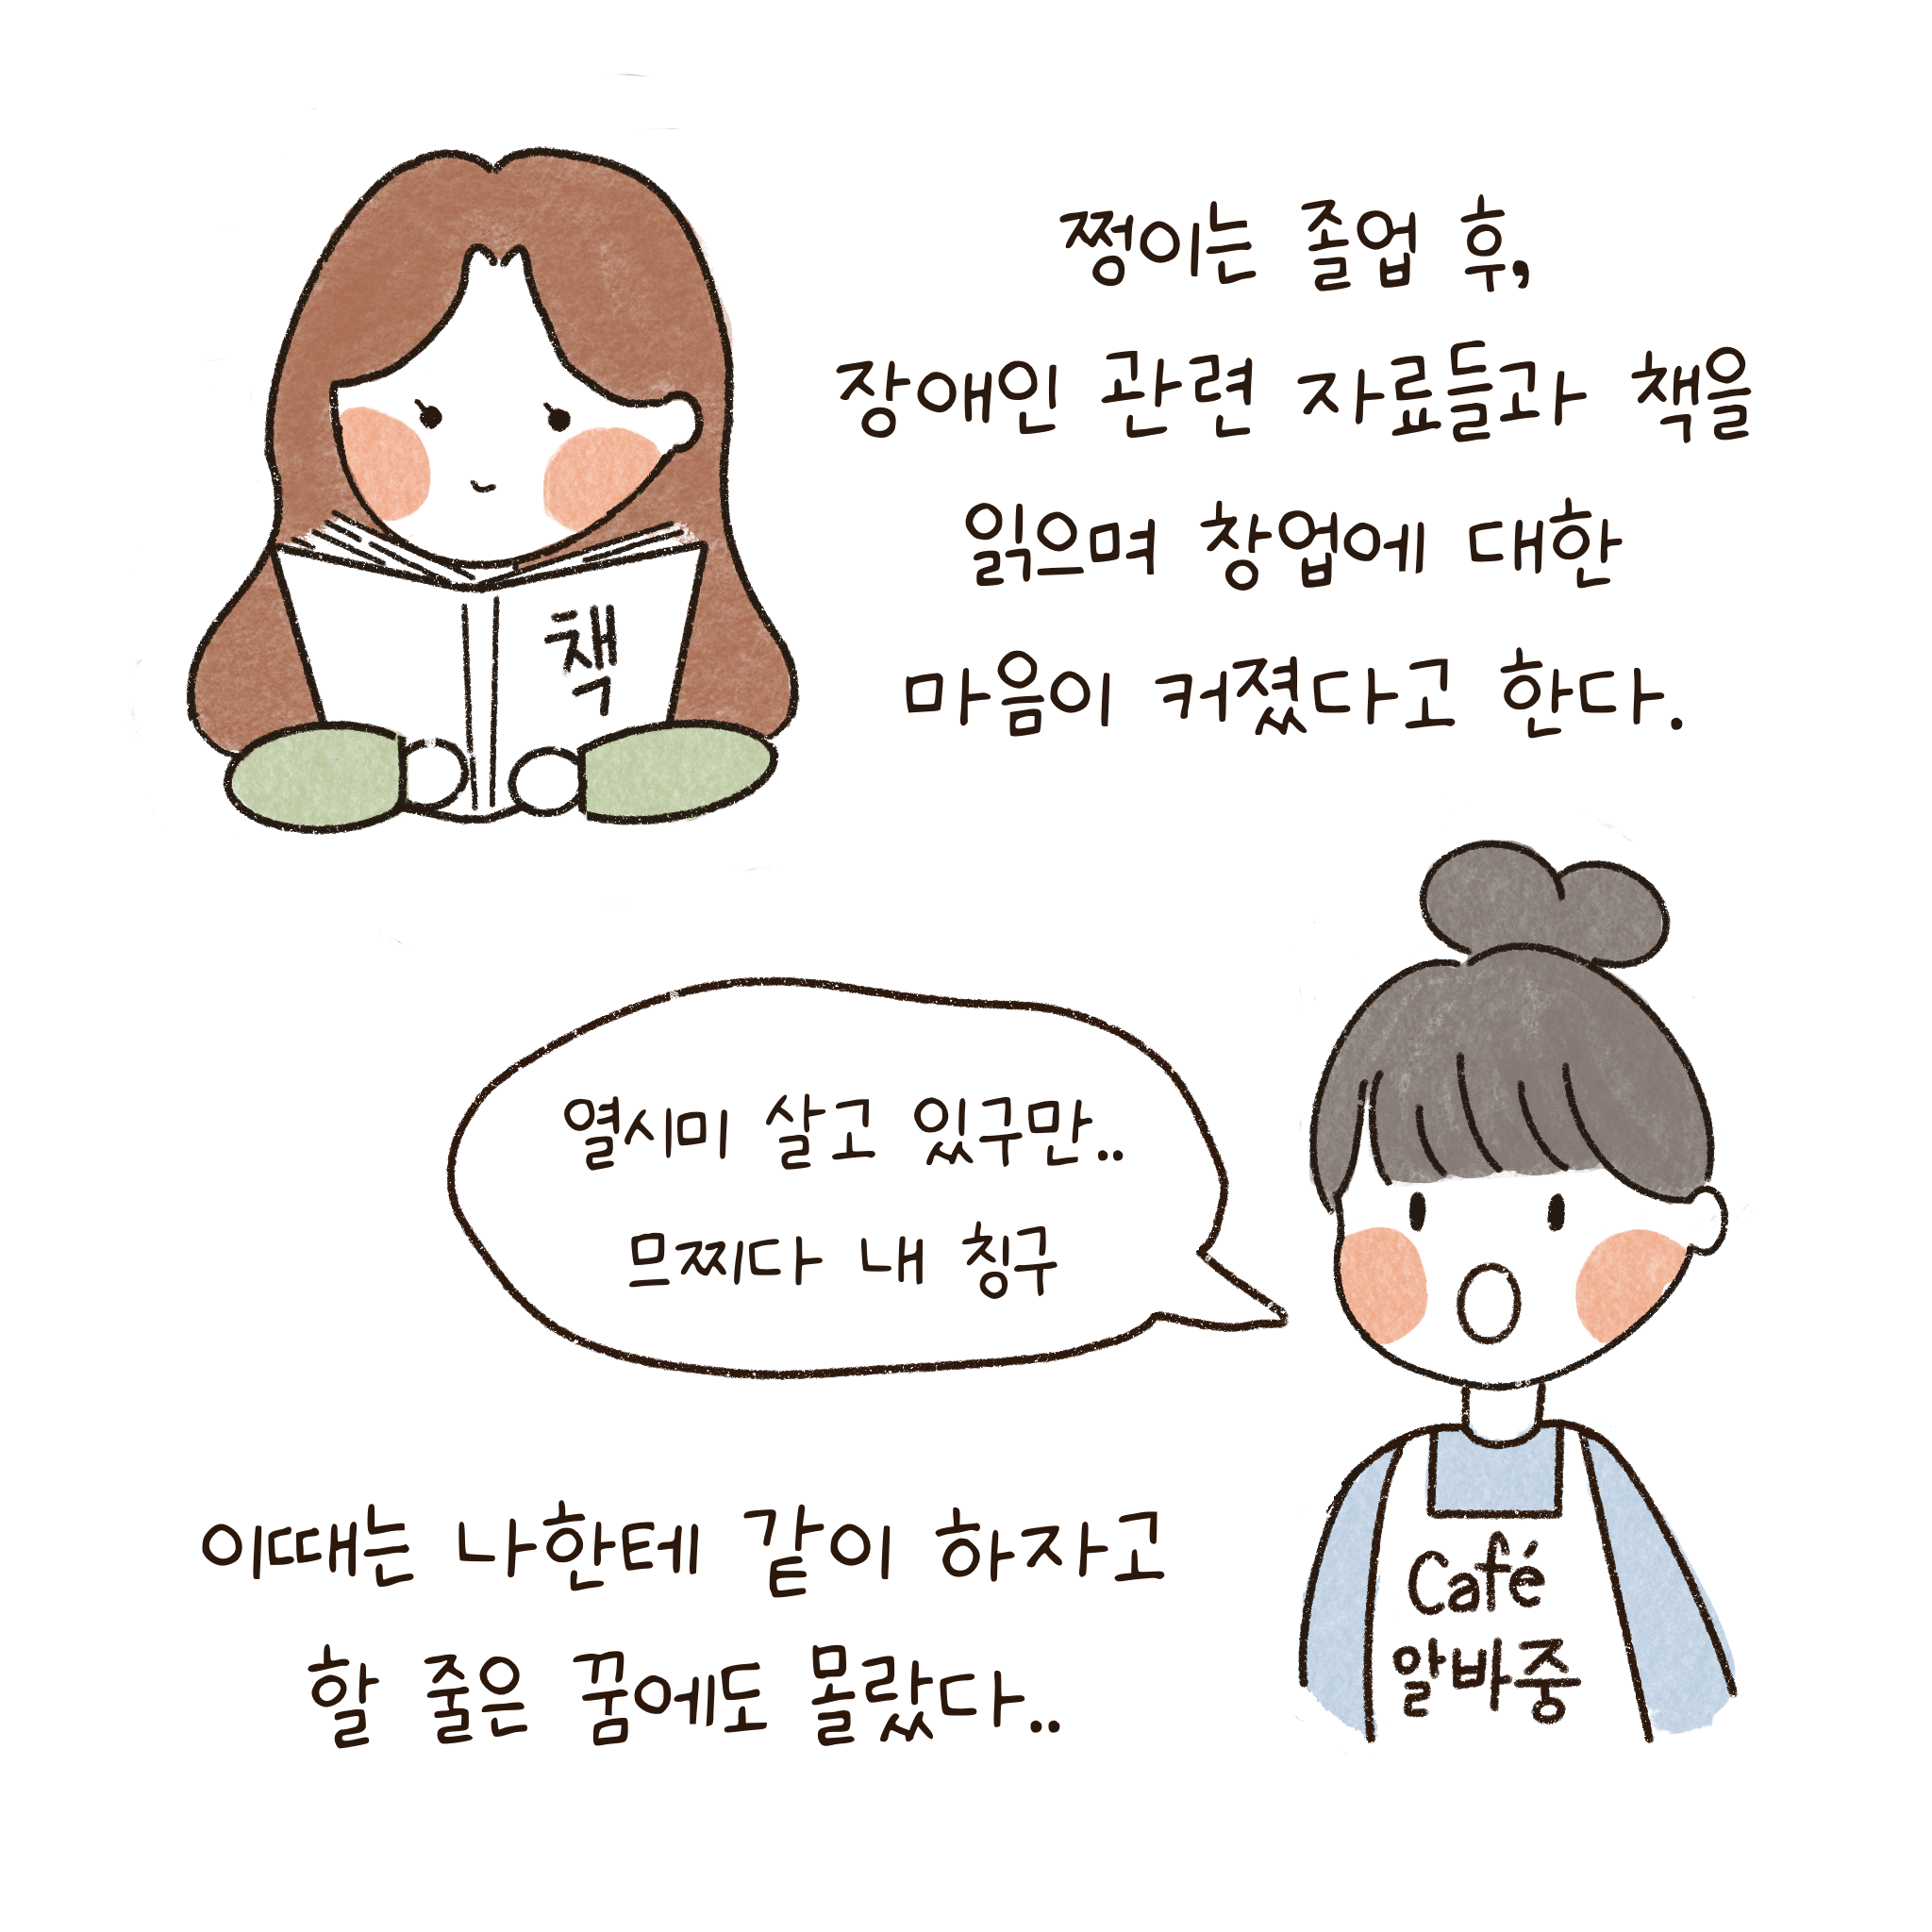 쩡이는 졸업 후,
장애인 관련 자료들과 책을
읽으며 창업에 대한
마음이 커졌다고 한다.
책
열시미 살고 있구만..
므찌다 내 칭구
Café
알바중
이때는 나한테 같이 하자고
할 줄은 꿈에도 몰랐다..